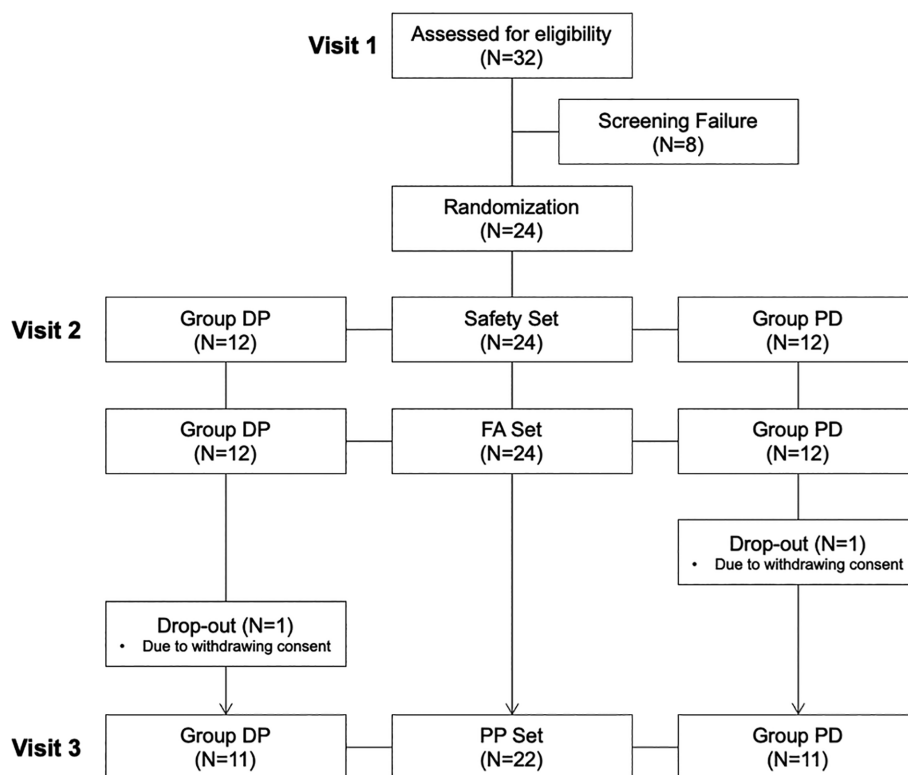 Visit 1
Assessed for eligibility
(N=32)
Screening Failure
(N=8)
Randomization
(N=24)
Visit 2
Group DP
(N=12)
Safety Set
(N=24)
Group PD
(N=12)
Group DP
(N=12)
FA Set
(N=24)
Group PD
(N=12)
Drop-out (N=1)
• Due to withdrawing consent
Drop-out (N=1)
• Due to withdrawing consent
Visit 3
Group DP
(N=11)
PP Set
(N=22)
Group PD
(N=11)